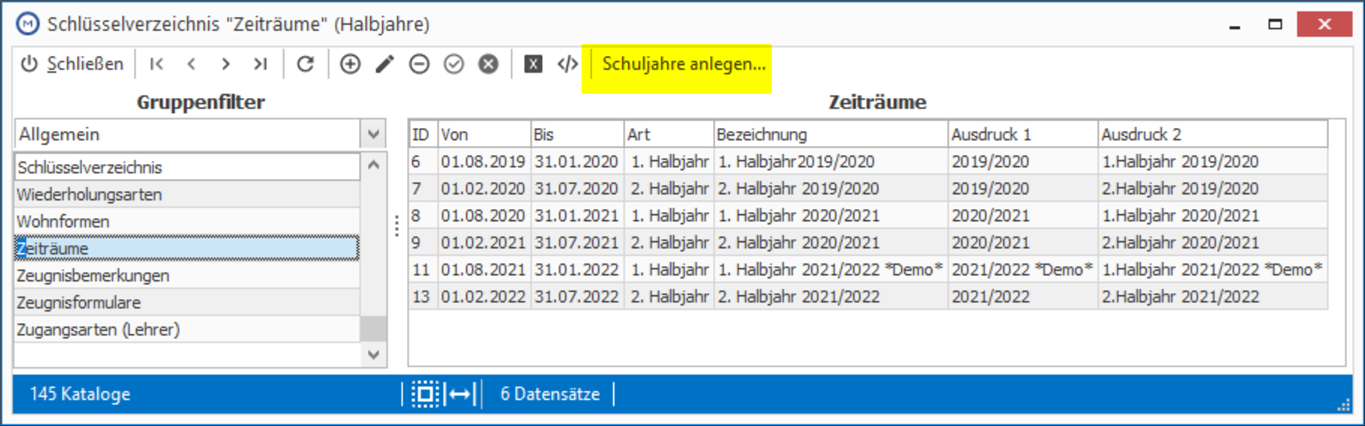 M Schlüsselverzeichnis "Zeiträume" (Halbjahre)
Schließen X </> Schuljahre anlegen...
Gruppenfilter
Allgemein
Schlüsselverzeichnis
Wiederholungsarten
Wohnformen
Zeiträume
Zeugnisbemerkungen
Zeugnisformulare
Zugangsarten (Lehrer)
Zeiträume
ID Von Bis Art Bezeichnung Ausdruck 1 Ausdruck 2
6 01.08.2019 31.01.2020 1. Halbjahr 1. Halbjahr2019/2020 2019/2020 1.Halbjahr 2019/2020
7 01.02.2020 31.07.2020 2. Halbjahr 2. Halbjahr 2019/2020 2019/2020 2.Halbjahr 2019/2020
8 01.08.2020 31.01.2021 1. Halbjahr 1. Halbjahr 2020/2021 2020/2021 1.Halbjahr 2020/2021
9 01.02.2021 31.07.2021 2. Halbjahr 2. Halbjahr 2020/2021 2020/2021 2.Halbjahr 2020/2021
11 01.08.2021 31.01.2022 1. Halbjahr 1. Halbjahr 2021/2022 *Demo* 2021/2022 *Demo* 1.Halbjahr 2021/2022 *Demo*
13 01.02.2022 31.07.2022 2. Halbjahr 2. Halbjahr 2021/2022 2021/2022 2.Halbjahr 2021/2022
145 Kataloge 6 Datensätze